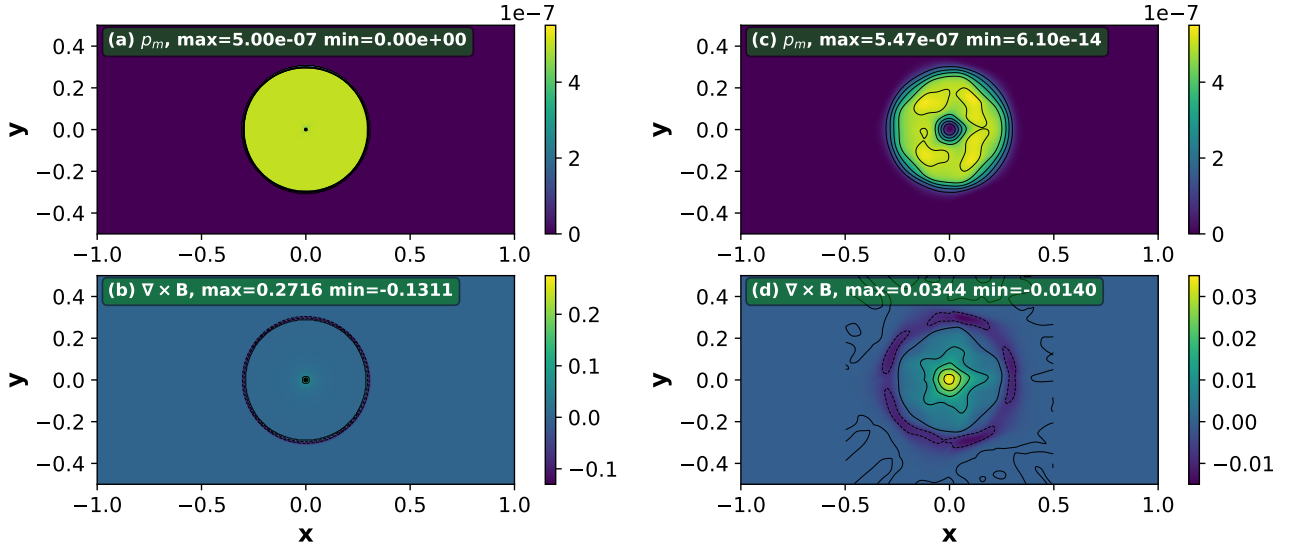 1e−7
(a) pₘ, max=5.00e-07 min=0.00e+00
y
0.4
0.2
0.0
−0.2
−0.4
−1.0 −0.5 0.0 0.5 1.0
4
2
0
1e−7
(c) pₘ, max=5.47e-07 min=6.10e-14
y
0.4
0.2
0.0
−0.2
−0.4
−1.0 −0.5 0.0 0.5 1.0
4
2
0
(b) ∇ × B, max=0.2716 min=-0.1311
y
0.4
0.2
0.0
−0.2
−0.4
−1.0 −0.5 0.0 0.5 1.0
x
0.2
0.1
0.0
−0.1
(d) ∇ × B, max=0.0344 min=-0.0140
y
0.4
0.2
0.0
−0.2
−0.4
−1.0 −0.5 0.0 0.5 1.0
x
0.03
0.02
0.01
0.00
−0.01